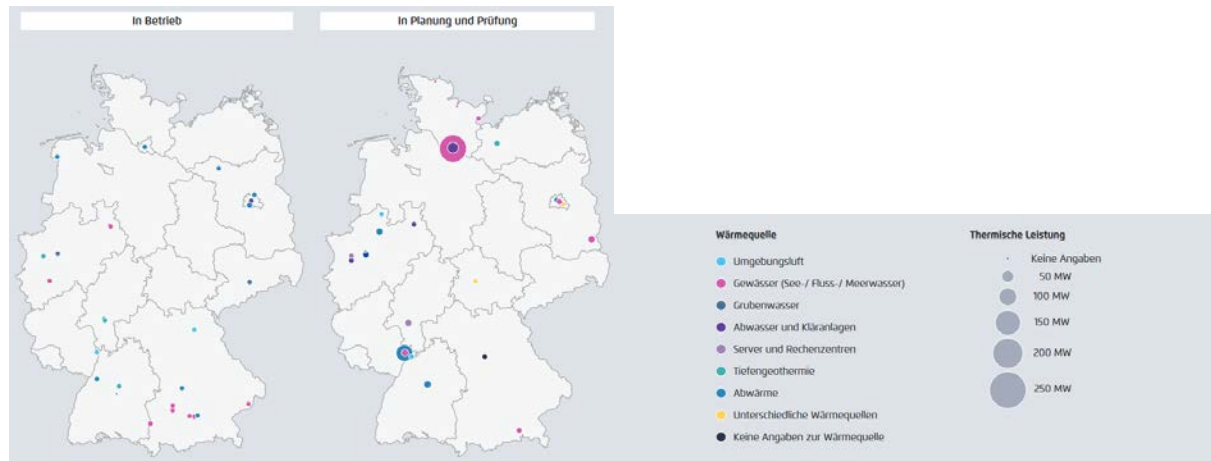 In Betrieb
In Planung und Prüfung
Wärmequelle
Umgebungsluft
Gewässer (See-/ Fluss-/ Meerwasser)
Grubenwasser
Abwasser und Kläranlagen
Server und Rechenzentren
Tiefengeothermie
Abwärme
Unterschiedliche Wärmequellen
Keine Angaben zur Wärmequelle
Thermische Leistung
Keine Angaben
50 MW
100 MW
150 MW
200 MW
250 MW